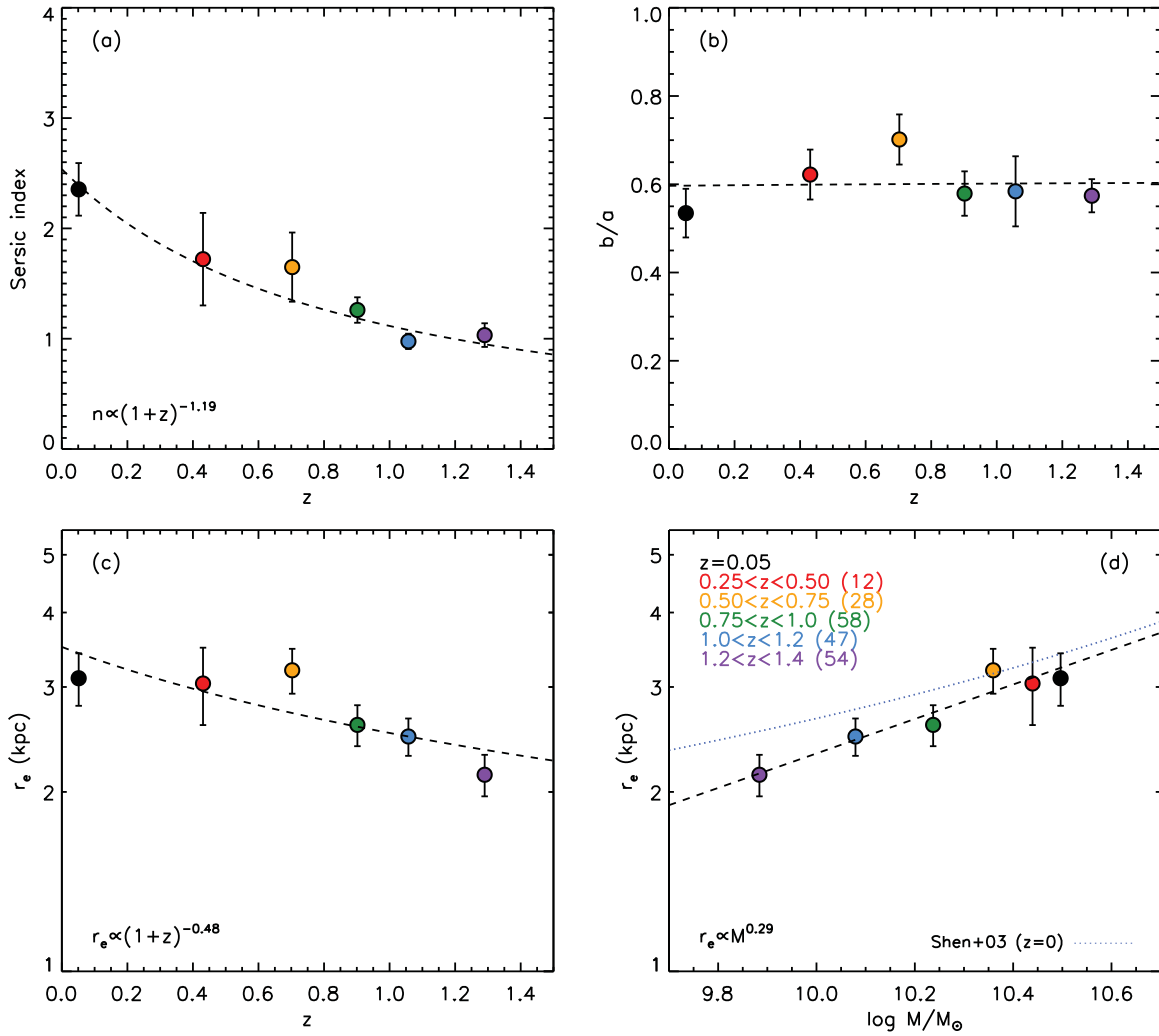 (a)
4
3
2
1
0
Sersic index
n∝(1+z)^−1.19
0.0 0.2 0.4 0.6 0.8 1.0 1.2 1.4
z
(b)
1.0
0.8
0.6
0.4
0.2
0.0
b/a
0.0 0.2 0.4 0.6 0.8 1.0 1.2 1.4
z
(c)
5
4
3
2
1
r_e (kpc)
r_e∝(1+z)^−0.48
0.0 0.2 0.4 0.6 0.8 1.0 1.2 1.4
z
(d)
z=0.05
0.25<z<0.50 (12)
0.50<z<0.75 (28)
0.75<z<1.0 (58)
1.0<z<1.2 (47)
1.2<z<1.4 (54)
5
4
3
2
1
r_e (kpc)
r_e∝M^0.29
Shen+03 (z=0)
9.8 10.0 10.2 10.4 10.6
log M/M_⊙